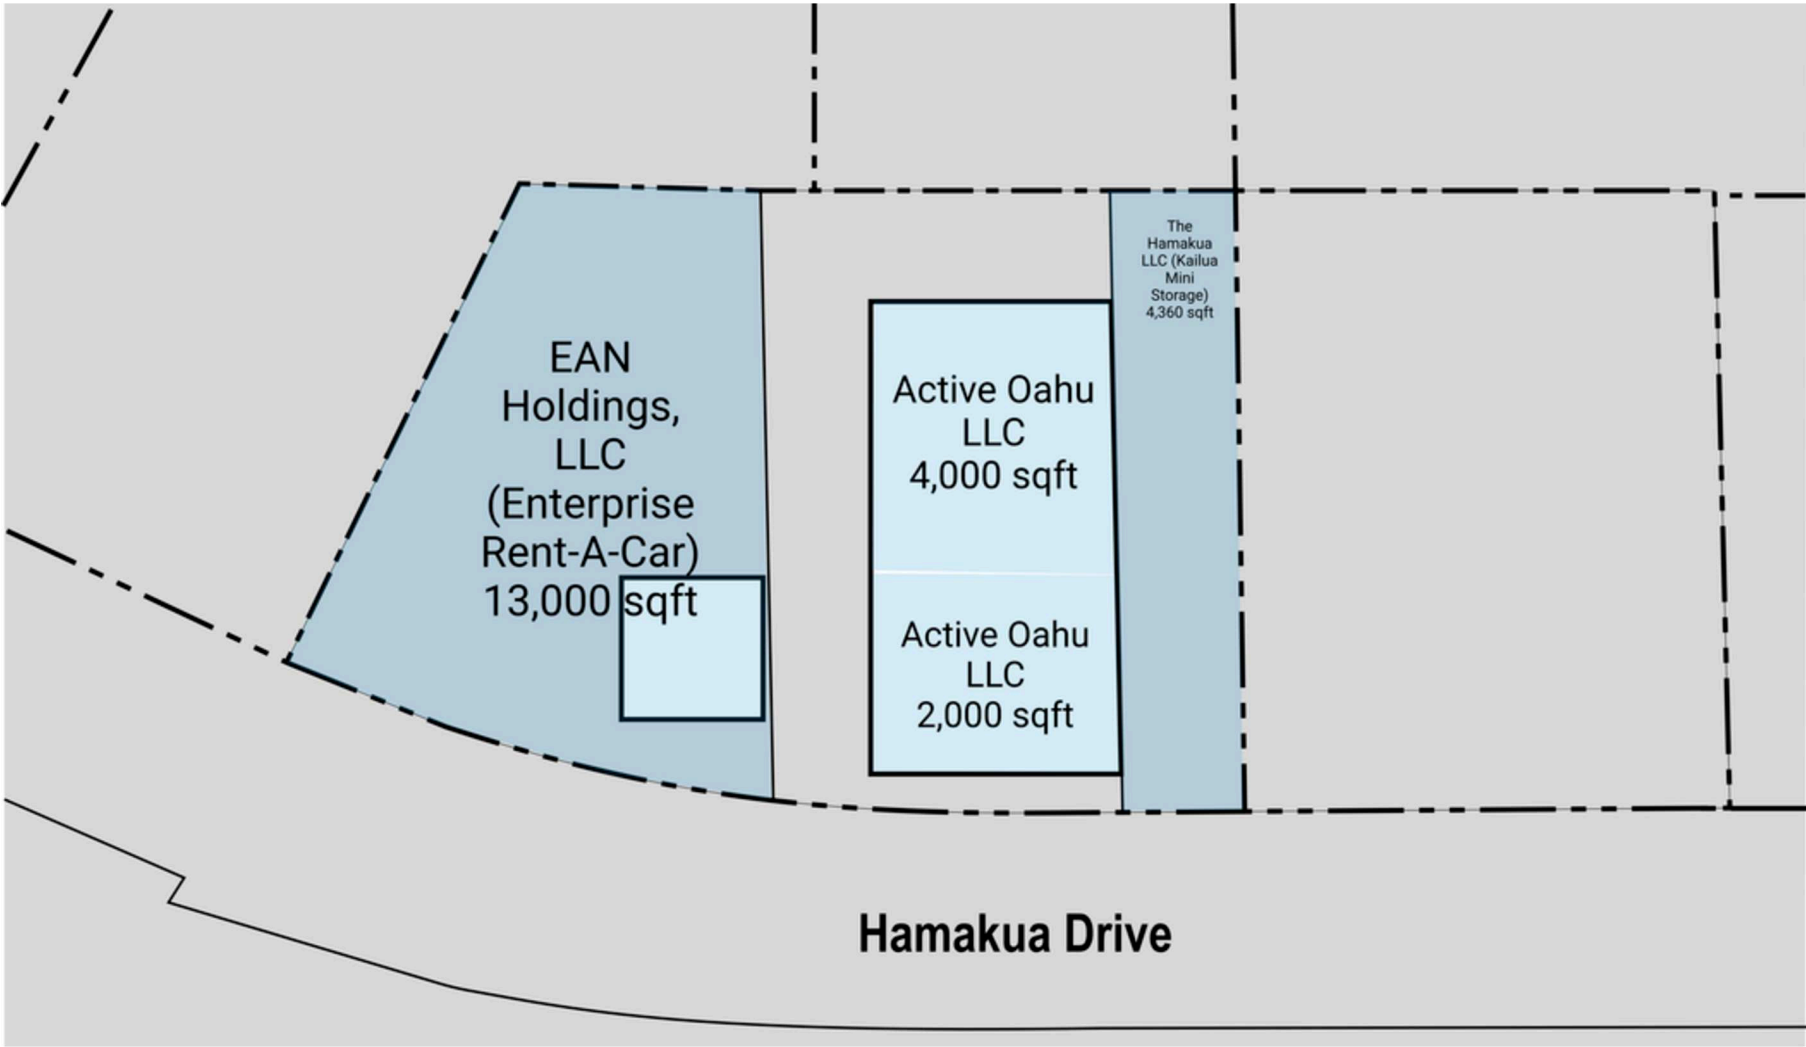 EAN
Holdings,
LLC
(Enterprise
Rent-A-Car)
13,000 sqft
Active Oahu
LLC
4,000 sqft
Active Oahu
LLC
2,000 sqft
The
Hamakua
LLC (Kailua
Mini
Storage)
4,360 sqft
Hamakua Drive